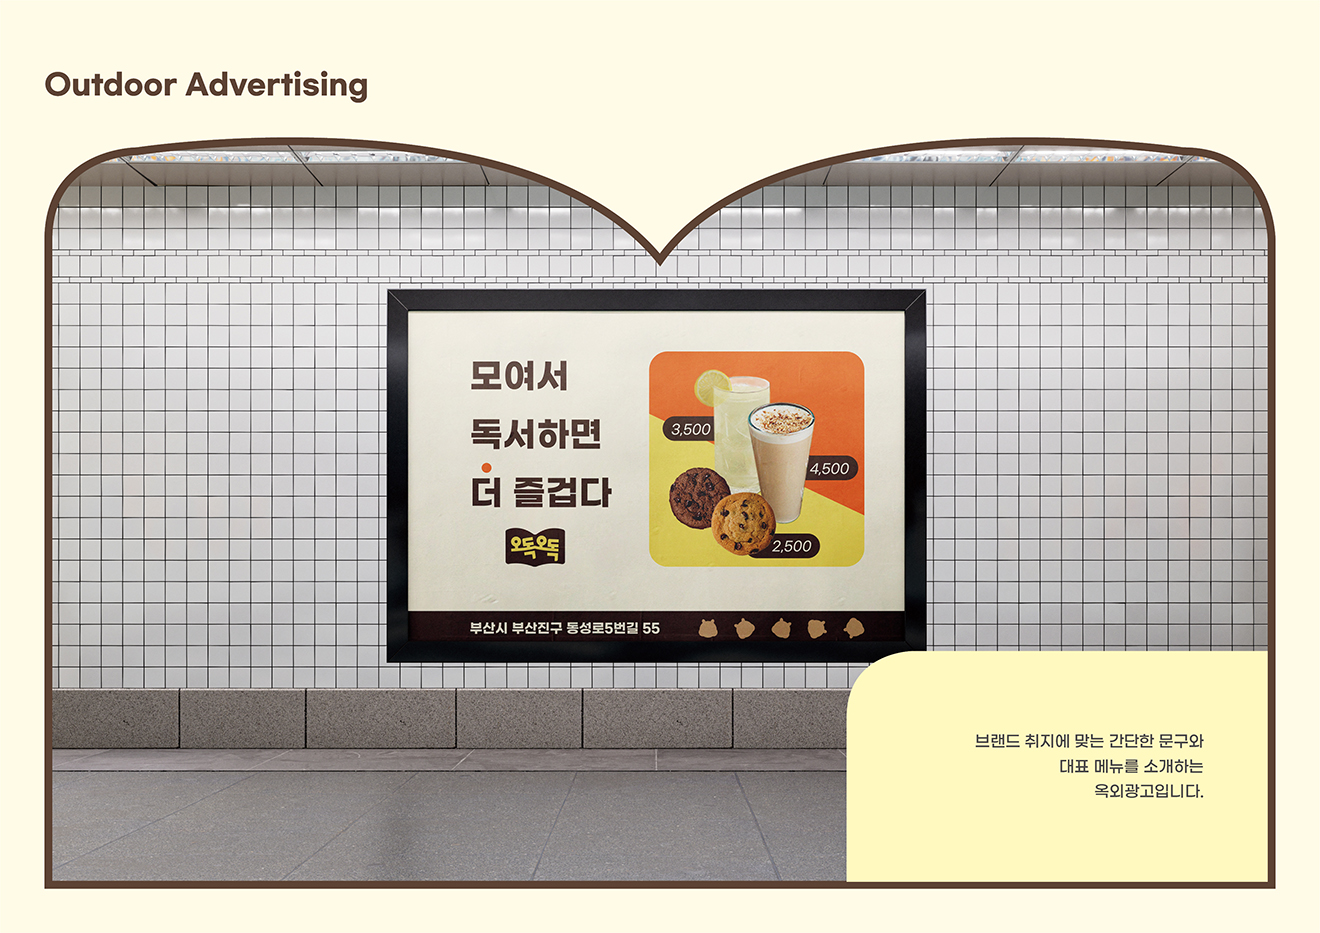 Outdoor Advertising
모여서
독서하면
더 즐겁다
오독오독
3,500
4,500
2,500
부산시 부산진구 동성로5번길 55
브랜드 취지에 맞는 간단한 문구와
대표 메뉴를 소개하는
옥외광고입니다.